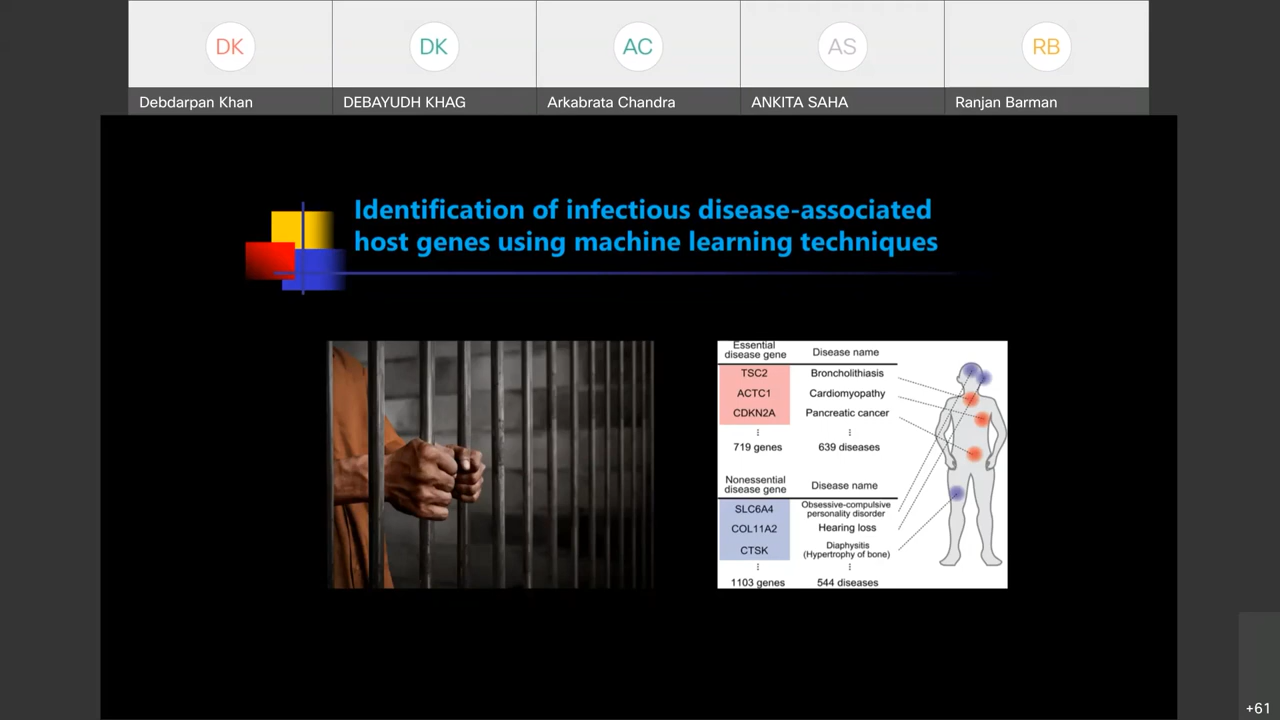 DK
DK
AC
AS
RB
Debdarpan Khan
DEBAYUDH KHAG
Arkabrata Chandra
ANKITA SAHA
Ranjan Barman
Identification of infectious disease-associated
host genes using machine learning techniques
Essential
disease gene
Disease name
TSC2
Broncholithiasis
ACTC1
Cardiomyopathy
CDKN2A
Pancreatic cancer
719 genes
639 diseases
Nonessential
disease gene
Disease name
SLC6A4
Obsessive-compulsive
personality disorder
COL11A2
Hearing loss
CTSK
Diaphysitis
(Hypertrophy of bone)
1103 genes
544 diseases
+61